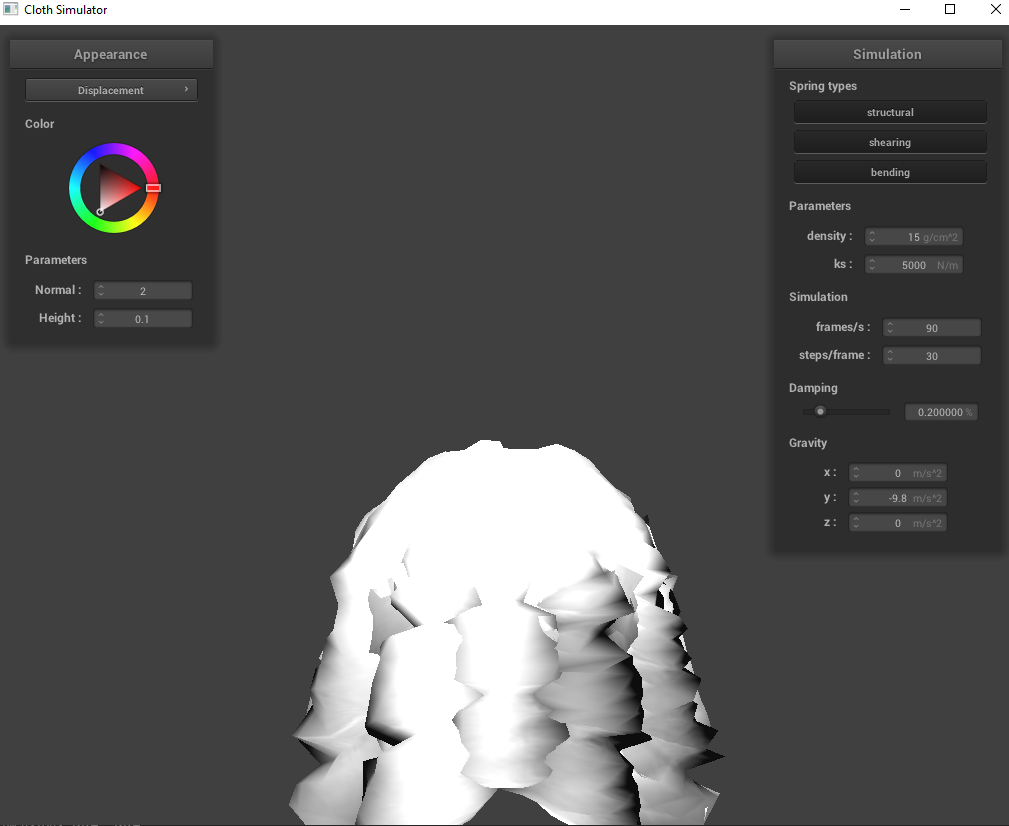 Cloth Simulator
Appearance
Displacement
Color
Parameters
Normal : 2
Height : 0.1
Simulation
Spring types
structural
shearing
bending
Parameters
density : 15 g/cm^2
ks : 5000 N/m
Simulation
frames/s : 90
steps/frame : 30
Damping
0.200000 %
Gravity
x : 0 m/s^2
y : -9.8 m/s^2
z : 0 m/s^2